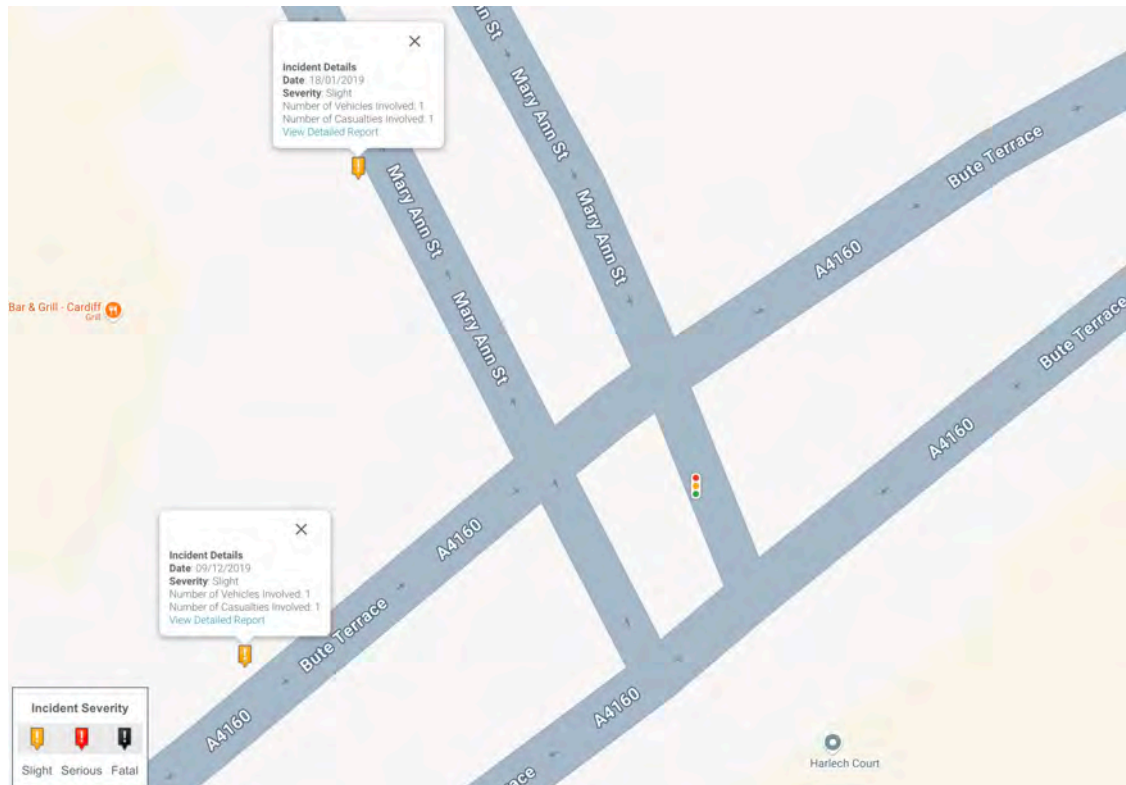 Incident Details
Date: 18/01/2019
Severity: Slight
Number of Vehicles Involved: 1
Number of Casualties Involved: 1
View Detailed Report
Ann St
Mary Ann St
Mary Ann St
Mary Ann St
Mary Ann St
Bute Terrace
A4160
Bar & Grill - Cardiff
Grill
Bute Terrace
A4160
A4160
Incident Details
Date: 09/12/2019
Severity: Slight
Number of Vehicles Involved: 1
Number of Casualties Involved: 1
View Detailed Report
Bute Terrace
A4160
A4160
Incident Severity
Slight Serious Fatal
Harlech Court